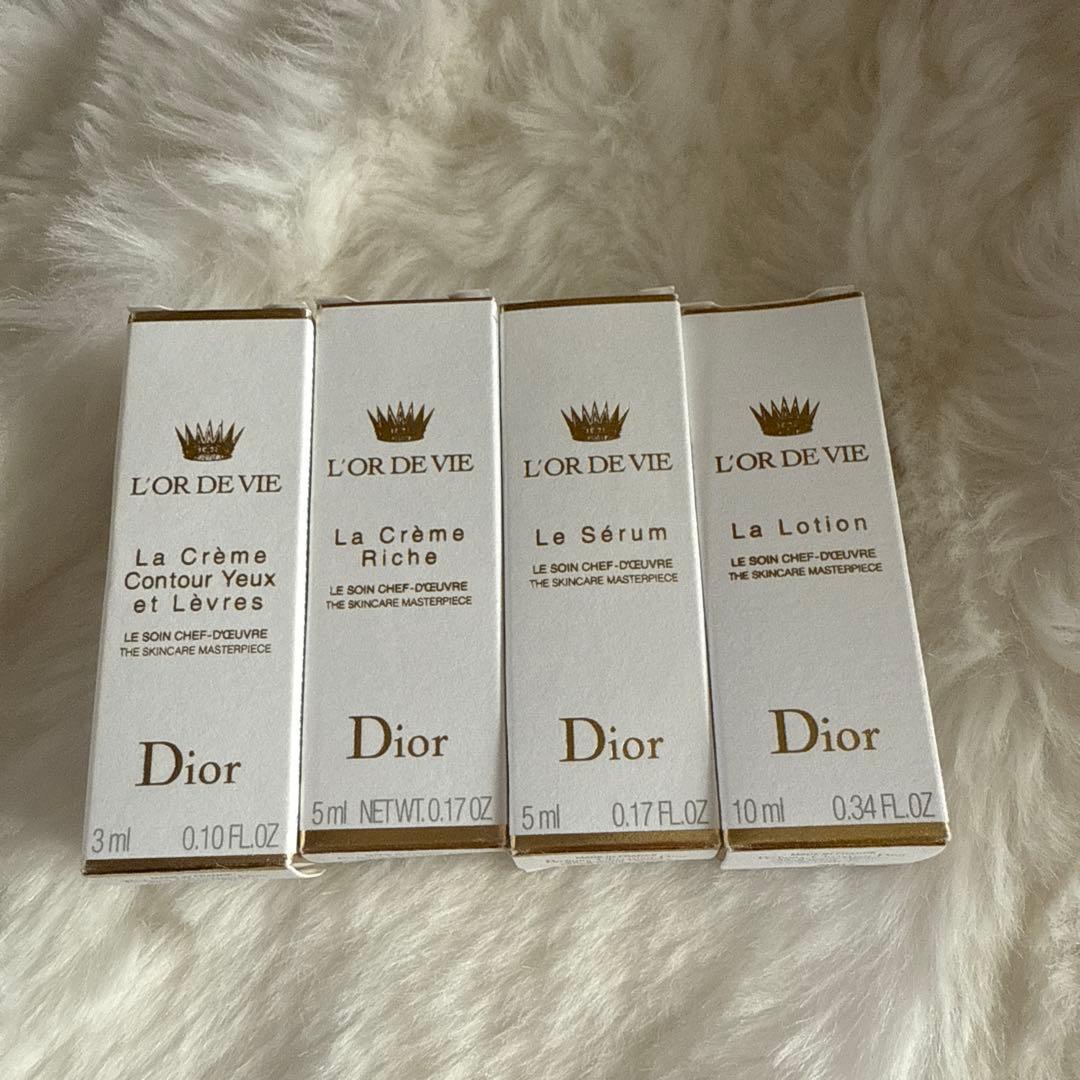 L'OR DE VIE
La Crème
Contour Yeux
et Lèvres
LE SOIN CHEF-D'ŒUVRE
THE SKINCARE MASTERPIECE
Dior
3 ml 0.10 FL.OZ
L'OR DE VIE
La Crème
Riche
LE SOIN CHEF-D'ŒUVRE
THE SKINCARE MASTERPIECE
Dior
5 ml NET WT. 0.17 OZ
L'OR DE VIE
Le Sérum
LE SOIN CHEF-D'ŒUVRE
THE SKINCARE MASTERPIECE
Dior
5 ml 0.17 FL.OZ
L'OR DE VIE
La Lotion
LE SOIN CHEF-D'ŒUVRE
THE SKINCARE MASTERPIECE
Dior
10 ml 0.34 FL.OZ